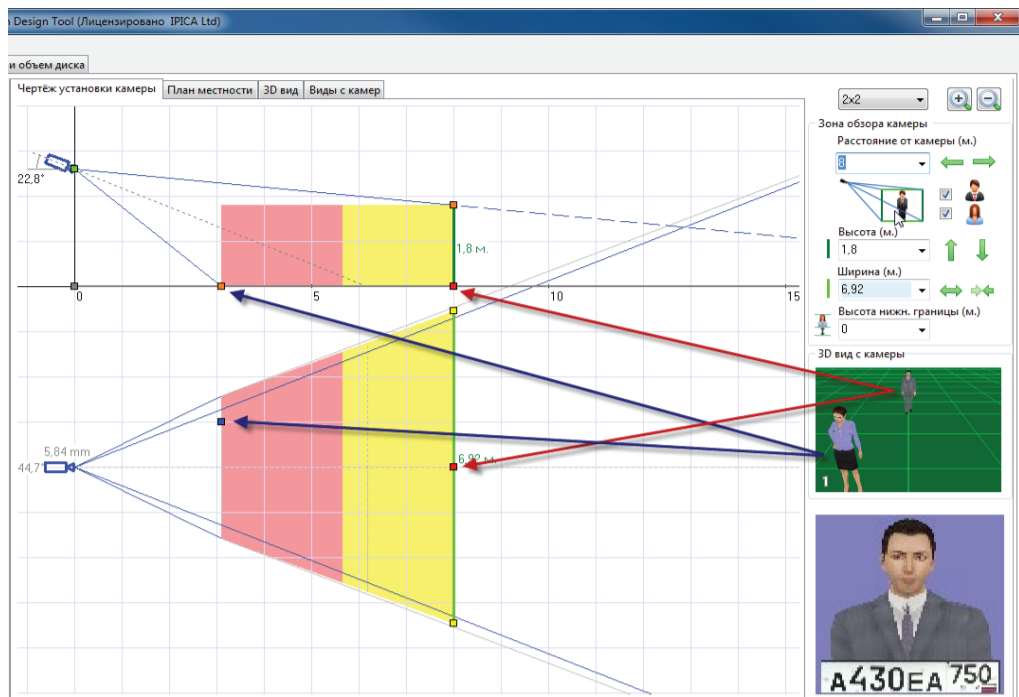 n Design Tool (Лицензировано IPICA Ltd)
и объем диска
Чертёж установки камеры План местности 3D вид Виды с камер
2x2
Зона обзора камеры
Расстояние от камеры (м.)
8
22,8°
Высота (м.)
1,8
1,8 м.
Ширина (м.)
6,92
0 5 10 15
Высота нижн. границы (м.)
0
3D вид с камеры
5,84 mm
44,7°
6,92 м.
1
А430ЕА 750